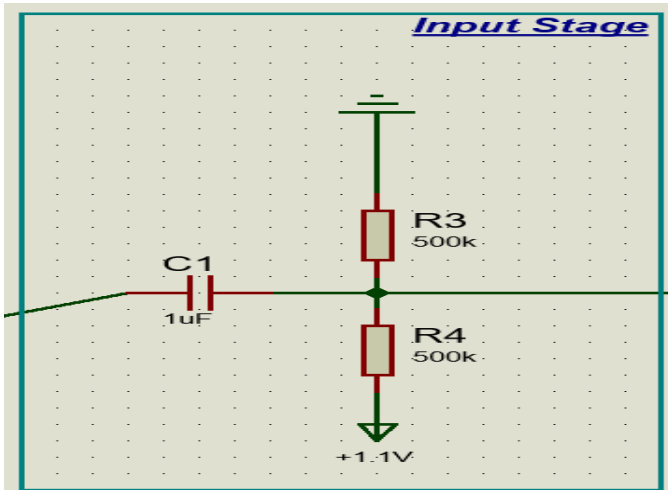 Input Stage
R3
500k
C1
1uF
R4
500k
+1.1V